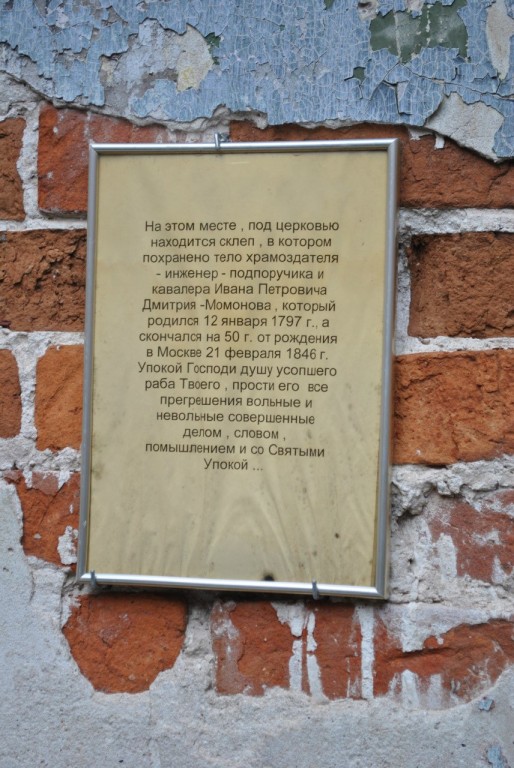 На этом месте , под церковью
находится склеп , в котором
похранено тело храмоздателя
- инженер - подпоручика и
кавалера Ивана Петровича
Дмитрия -Момонова , который
родился 12 января 1797 г., а
скончался на 50 г. от рождения
в Москве 21 февраля 1846 г.
Упокой Господи душу усопшего
раба Твоего , прости его все
прегрешения вольные и
невольные совершенные
делом , словом ,
помышлением и со Святыми
Упокой ...